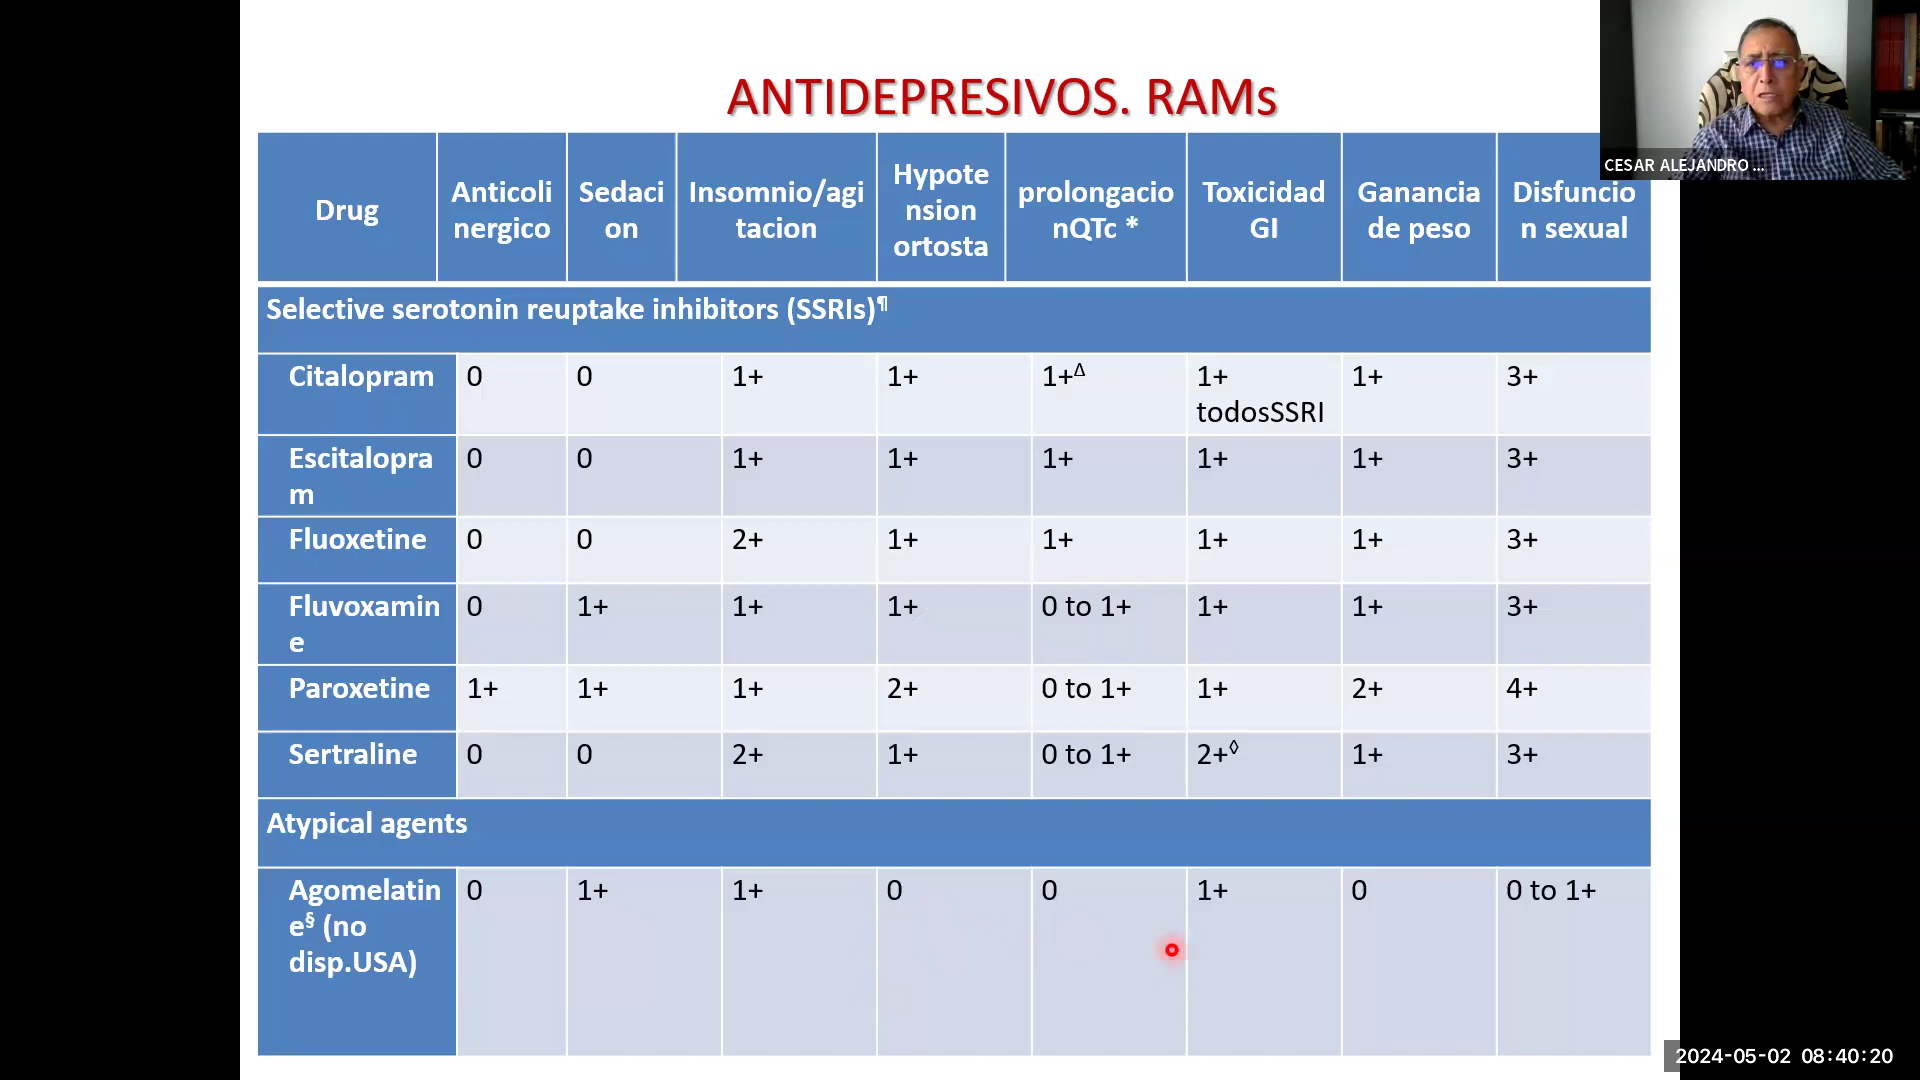 ANTIDEPRESIVOS. RAMs
CESAR ALEJANDRO ...
Drug
Anticoli
nergico
Sedaci
on
Insomnio/agi
tacion
Hypote
nsion
ortosta
prolongacio
nQTc *
Toxicidad
GI
Ganancia
de peso
Disfuncio
n sexual
Selective serotonin reuptake inhibitors (SSRIs)¶
Citalopram 0 0 1+ 1+ 1+Δ 1+ 1+ 3+
todosSSRI
Escitalopra 0 0 1+ 1+ 1+ 1+ 1+ 3+
m
Fluoxetine 0 0 2+ 1+ 1+ 1+ 1+ 3+
Fluvoxamin 0 1+ 1+ 1+ 0 to 1+ 1+ 1+ 3+
e
Paroxetine 1+ 1+ 1+ 2+ 0 to 1+ 1+ 2+ 4+
Sertraline 0 0 2+ 1+ 0 to 1+ 2+◊ 1+ 3+
Atypical agents
Agomelatin 0 1+ 1+ 0 0 1+ 0 0 to 1+
e§ (no
disp.USA)
2024-05-02 08:40:20